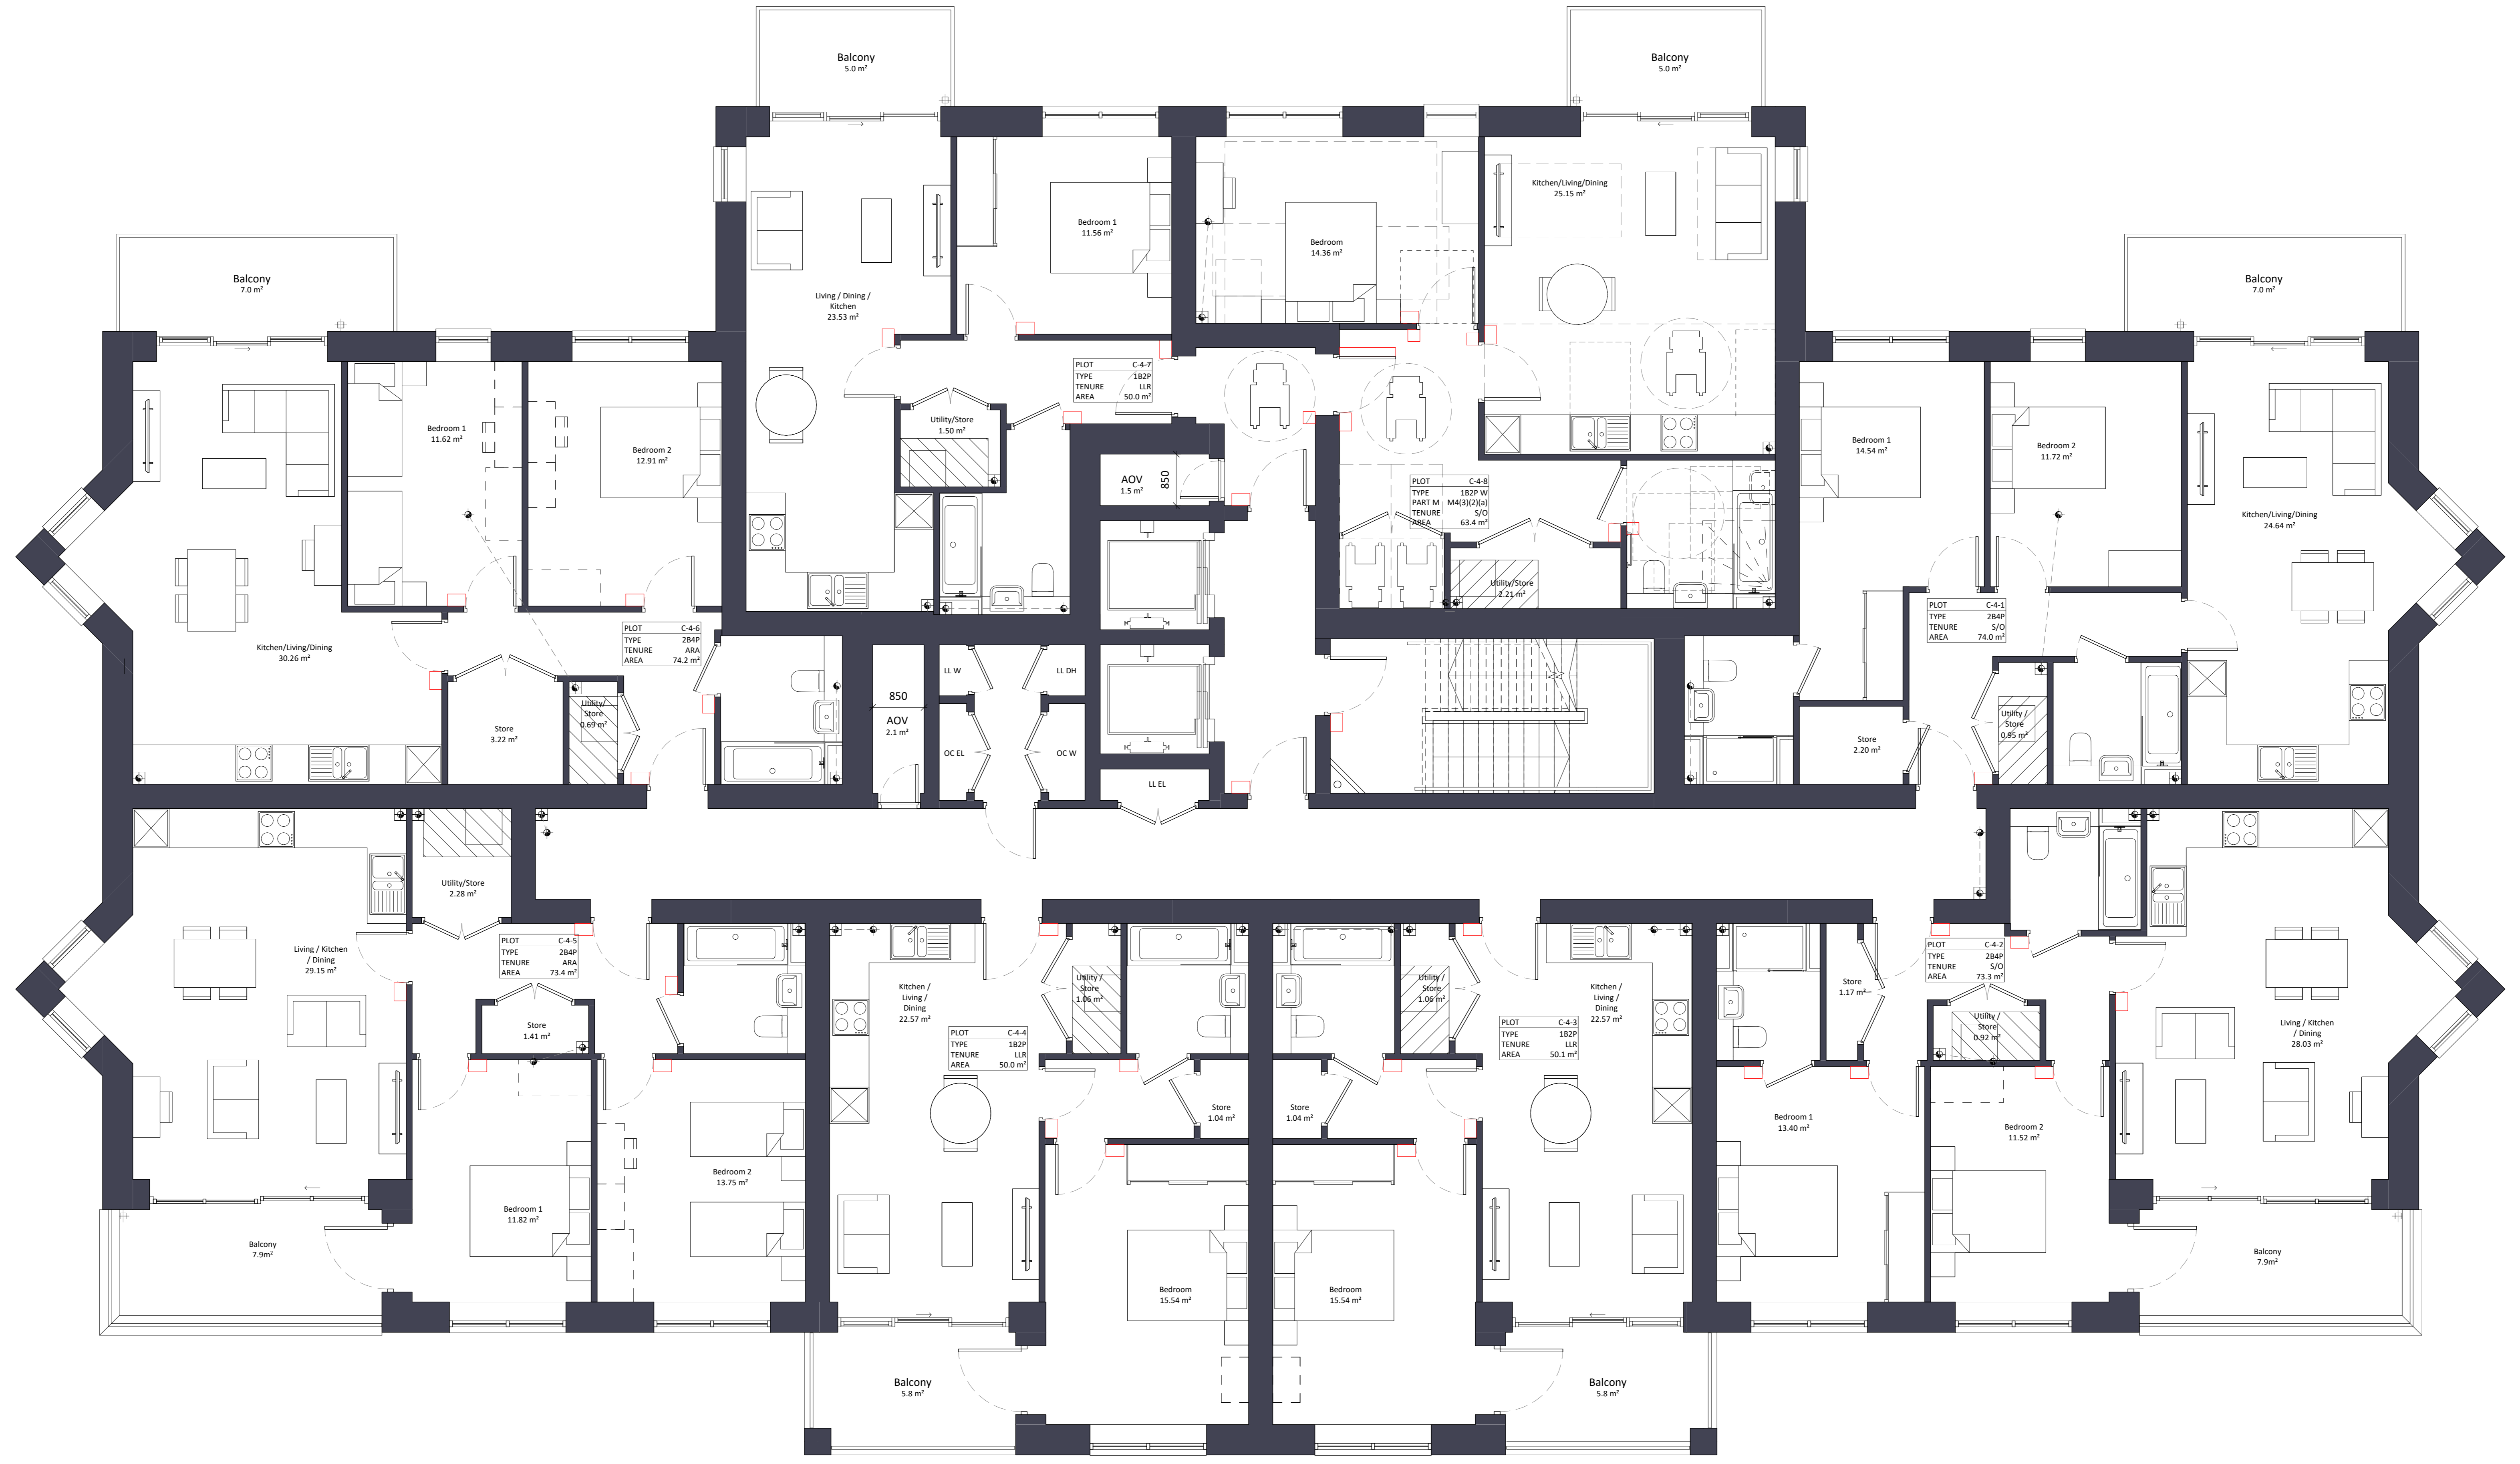 Balcony
5.0 m²
Balcony
5.0 m²
Balcony
7.0 m²
Balcony
7.0 m²
Living / Dining /
Kitchen
23.53 m²
Bedroom 1
11.56 m²
Bedroom
14.36 m²
Kitchen/Living/Dining
25.15 m²
PLOT C-4-7
TYPE 1B2P
TENURE LLR
AREA 50.0 m²
Utility/Store
1.50 m²
Bedroom 1
11.62 m²
Bedroom 2
12.91 m²
Bedroom 1
14.54 m²
Bedroom 2
11.72 m²
Kitchen/Living/Dining
24.64 m²
AOV
1.5 m²
850
PLOT C-4-8
TYPE 1B2P W
PART M M4(3)(2)(a)
TENURE S/O
AREA 63.4 m²
Utility/Store
2.21 m²
Kitchen/Living/Dining
30.26 m²
PLOT C-4-6
TYPE 2B4P
TENURE ARA
AREA 74.2 m²
PLOT C-4-1
TYPE 2B4P
TENURE S/O
AREA 74.0 m²
Store
3.22 m²
Utility/
Store
0.69 m²
850
AOV
2.1 m²
LL W
LL DH
OC EL
OC W
LL EL
Store
2.20 m²
Utility /
Store
0.95 m²
Utility/Store
2.28 m²
Living / Kitchen
/ Dining
29.15 m²
PLOT C-4-5
TYPE 2B4P
TENURE ARA
AREA 73.4 m²
Store
1.41 m²
Kitchen /
Living /
Dining
22.57 m²
PLOT C-4-4
TYPE 1B2P
TENURE LLR
AREA 50.0 m²
Utility /
Store
1.06 m²
Utility /
Store
1.06 m²
Kitchen /
Living /
Dining
22.57 m²
PLOT C-4-3
TYPE 1B2P
TENURE LLR
AREA 50.1 m²
Store
1.17 m²
PLOT C-4-2
TYPE 2B4P
TENURE S/O
AREA 73.3 m²
Utility /
Store
0.92 m²
Living / Kitchen
/ Dining
28.03 m²
Store
1.04 m²
Store
1.04 m²
Bedroom 1
13.40 m²
Bedroom 2
11.52 m²
Bedroom 2
13.75 m²
Bedroom 1
11.82 m²
Balcony
7.9m²
Balcony
7.9m²
Bedroom
15.54 m²
Bedroom
15.54 m²
Balcony
5.8 m²
Balcony
5.8 m²